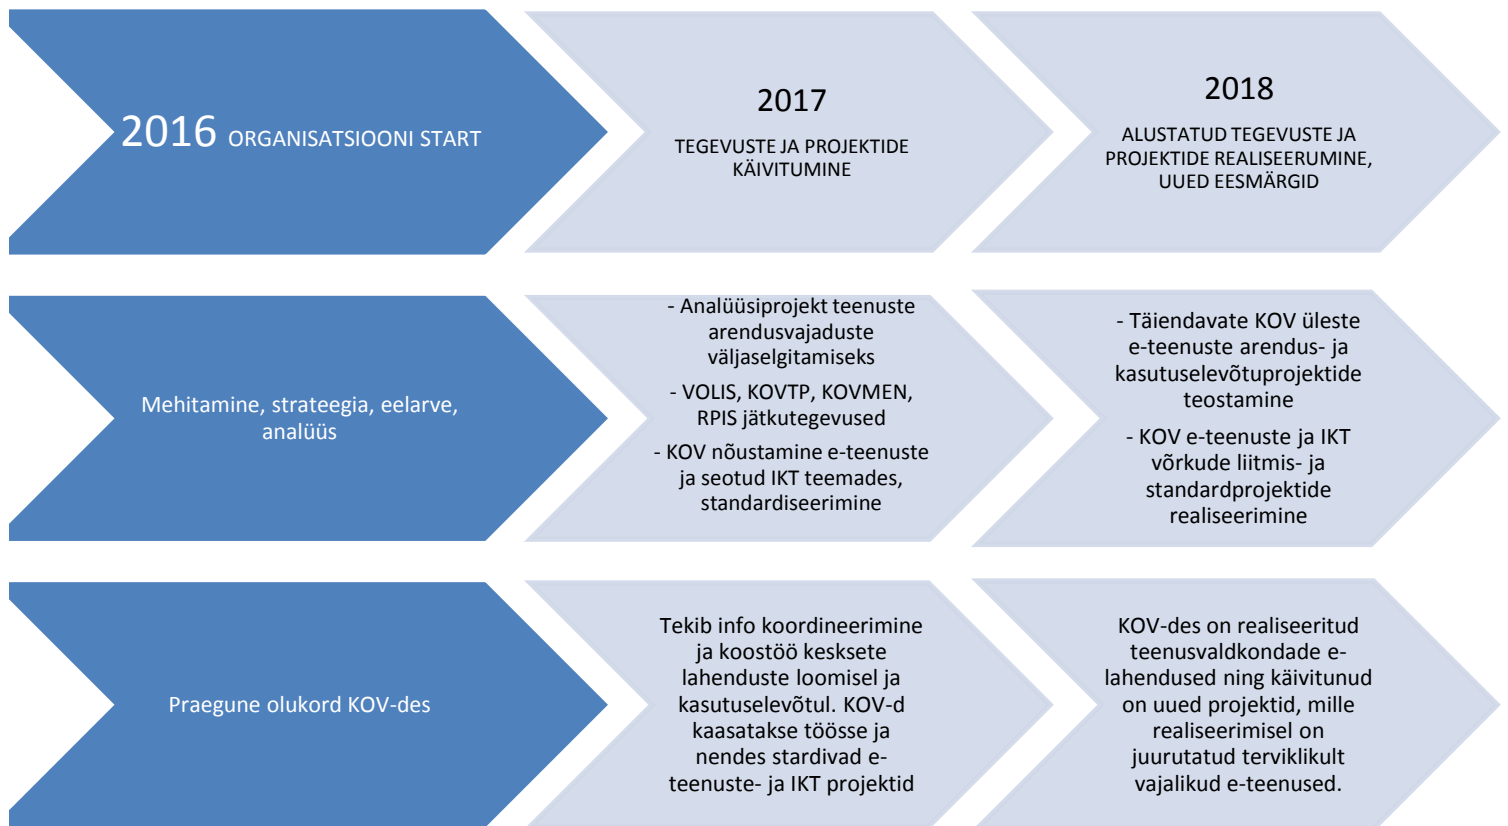 2016 ORGANISATSIOONI START
2017
TEGEVUSTE JA PROJEKTIDE
KÄIVITUMINE
2018
ALUSTATUD TEGEVUSTE JA
PROJEKTIDE REALISEERUMINE,
UUED EESMÄRGID
Mehitamine, strateegia, eelarve,
analüüs
- Analüüsiprojekt teenuste
arendusvajaduste
väljaselgitamiseks
- VOLIS, KOVTP, KOVMEN,
RPIS jätkutegevused
- KOV nõustamine e-teenuste
ja seotud IKT teemades,
standardiseerimine
- Täiendavate KOV üleste
e-teenuste arendus- ja
kasutuselevõtuprojektide
teostamine
- KOV e-teenuste ja IKT
võrkude liitmis- ja
standardprojektide
realiseerimine
Praegune olukord KOV-des
Tekib info koordineerimine
ja koostöö kesksete
lahenduste loomisel ja
kasutuselevõtul. KOV-d
kaasatakse töösse ja
nendes stardivad e-
teenuste- ja IKT projektid
KOV-des on realiseeritud
teenusvaldkondade e-
lahendused ning käivitunud
on uued projektid, mille
realiseerimisel on
juurutatud terviklikult
vajalikud e-teenused.